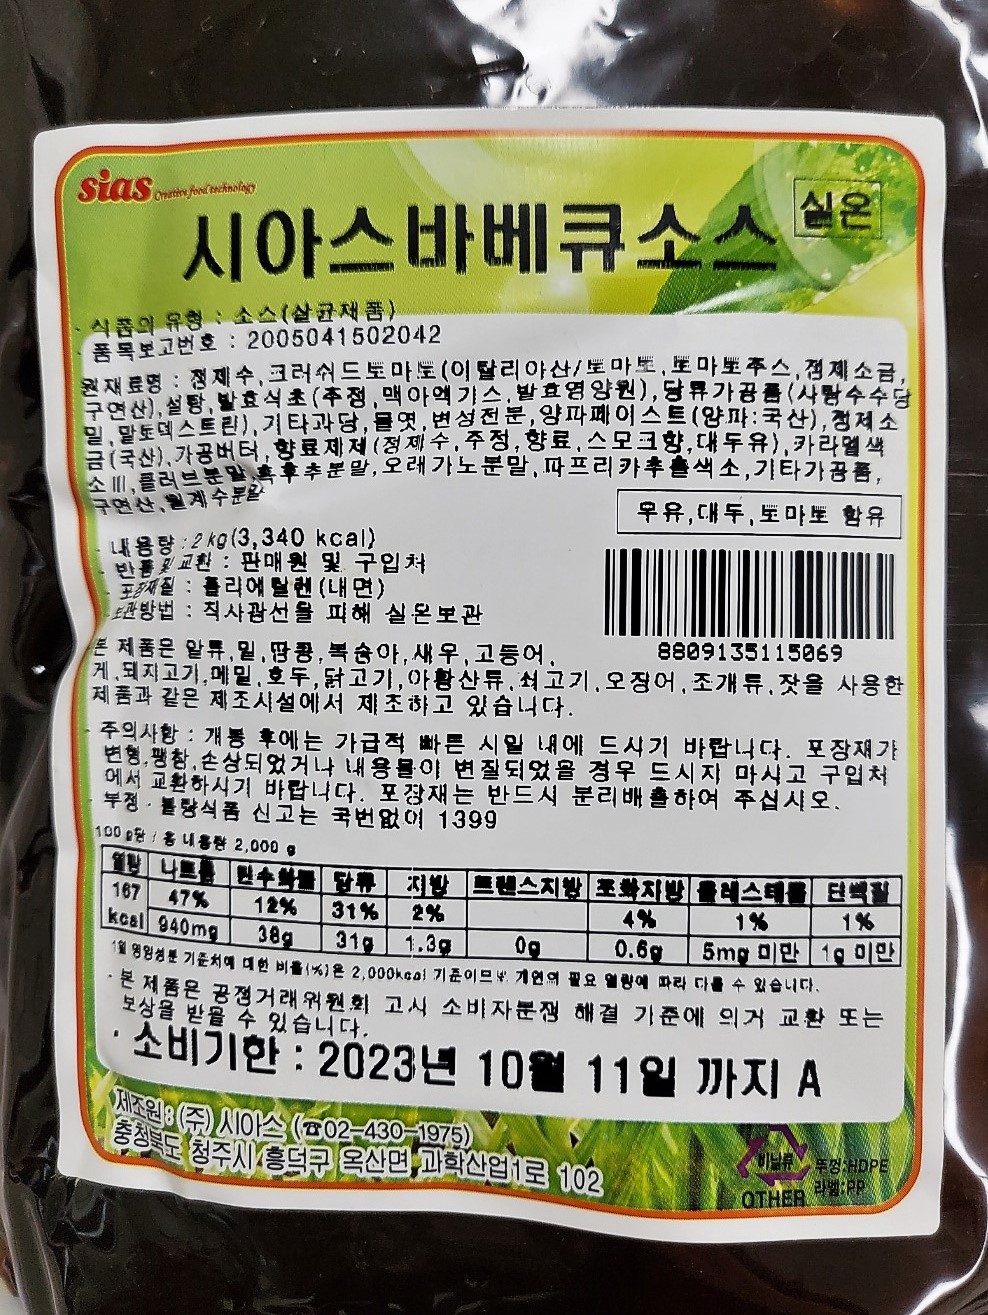 sias Creative food technology
실온
시아스바베큐소스
· 식품의 유형 : 소스(살균제품)
· 품목보고번호 : 2005041502042
원재료명 : 정제수,크러쉬드토마토(이탈리아산/토마토,토마토주스,정제소금,
구연산),설탕,발효식초(주정,맥아엑기스,발효영양원),당류가공품(사탕수수당
밀,말토덱스트린),기타과당,물엿,변성전분,양파페이스트(양파:국산),정제소
금(국산),가공버터,향료제제(정제수,주정,향료,스모크향,대두유),카라멜색
소III,클러브분말,흑후추분말,오레가노분말,파프리카추출색소,기타가공품,
구연산,월계수분말
우유,대두,토마토 함유
· 내용량 : 2 kg(3,340 kcal)
· 반품 및 교환 : 판매원 및 구입처
· 포장재질 : 폴리에틸렌(내면)
· 보관방법 : 직사광선을 피해 실온보관
8809135115069
본 제품은 알류,밀,땅콩,복숭아,새우,고등어,
게,돼지고기,메밀,호두,닭고기,아황산류,쇠고기,오징어,조개류,잣을 사용한
제품과 같은 제조시설에서 제조하고 있습니다.
· 주의사항 : 개봉 후에는 가급적 빠른 시일 내에 드시기 바랍니다. 포장재가
변형,팽창,손상되었거나 내용물이 변질되었을 경우 드시지 마시고 구입처
에서 교환하시기 바랍니다. 포장재는 반드시 분리배출하여 주십시오.
· 부정 · 불량식품 신고는 국번없이 1399
100 g당 / 총 내용량 2,000 g
열량 나트륨 탄수화물 당류 지방 트랜스지방 포화지방 콜레스테롤 단백질
167 47% 12% 31% 2% 4% 1% 1%
kcal 940mg 38g 31g 1.3g 0g 0.6g 5mg 미만 1g 미만
1일 영양성분 기준치에 대한 비율(%)은 2,000kcal 기준이므로 개인의 필요 열량에 따라 다를 수 있습니다.
· 본 제품은 공정거래위원회 고시 소비자분쟁 해결 기준에 의거 교환 또는
보상을 받을 수 있습니다.
· 소비기한 : 2023년 10월 11일 까지 A
제조원 : (주) 시아스 (☎02-430-1975)
충청북도 청주시 흥덕구 옥산면 과학산업1로 102
비닐류
OTHER
뚜껑:HDPE
라벨:PP